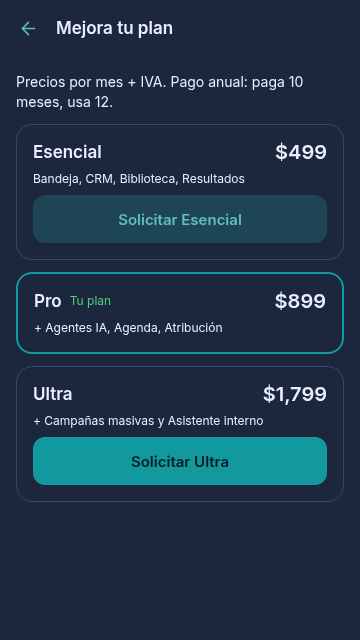 Mejora tu plan
Precios por mes + IVA. Pago anual: paga 10
meses, usa 12.
Esencial $499
Bandeja, CRM, Biblioteca, Resultados
Solicitar Esencial
Pro Tu plan $899
+ Agentes IA, Agenda, Atribución
Ultra $1,799
+ Campañas masivas y Asistente interno
Solicitar Ultra